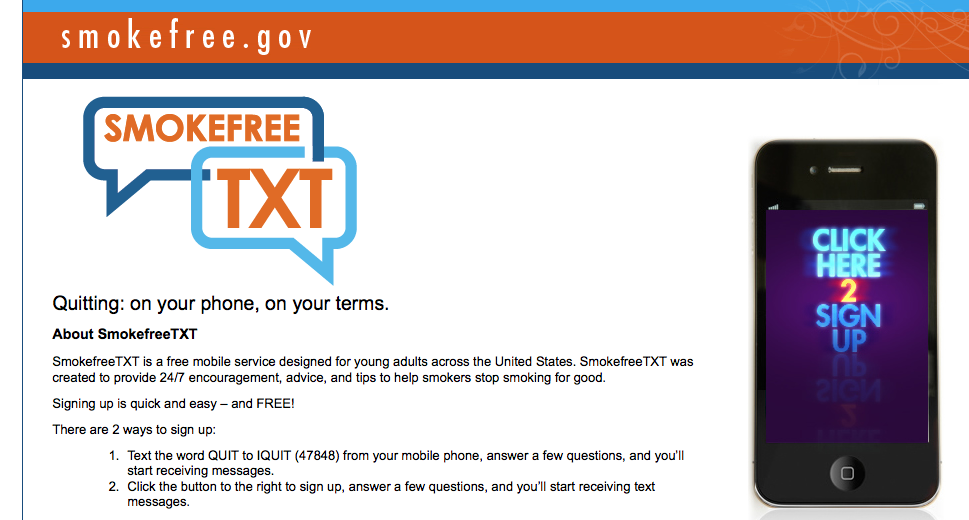 smokefree.gov
SMOKEFREE
TXT
Quitting: on your phone, on your terms.
About SmokefreeTXT
SmokefreeTXT is a free mobile service designed for young adults across the United States. SmokefreeTXT was
created to provide 24/7 encouragement, advice, and tips to help smokers stop smoking for good.
Signing up is quick and easy – and FREE!
There are 2 ways to sign up:
1. Text the word QUIT to IQUIT (47848) from your mobile phone, answer a few questions, and you'll
start receiving messages.
2. Click the button to the right to sign up, answer a few questions, and you'll start receiving text
messages.
CLICK
HERE
2
SIGN
UP